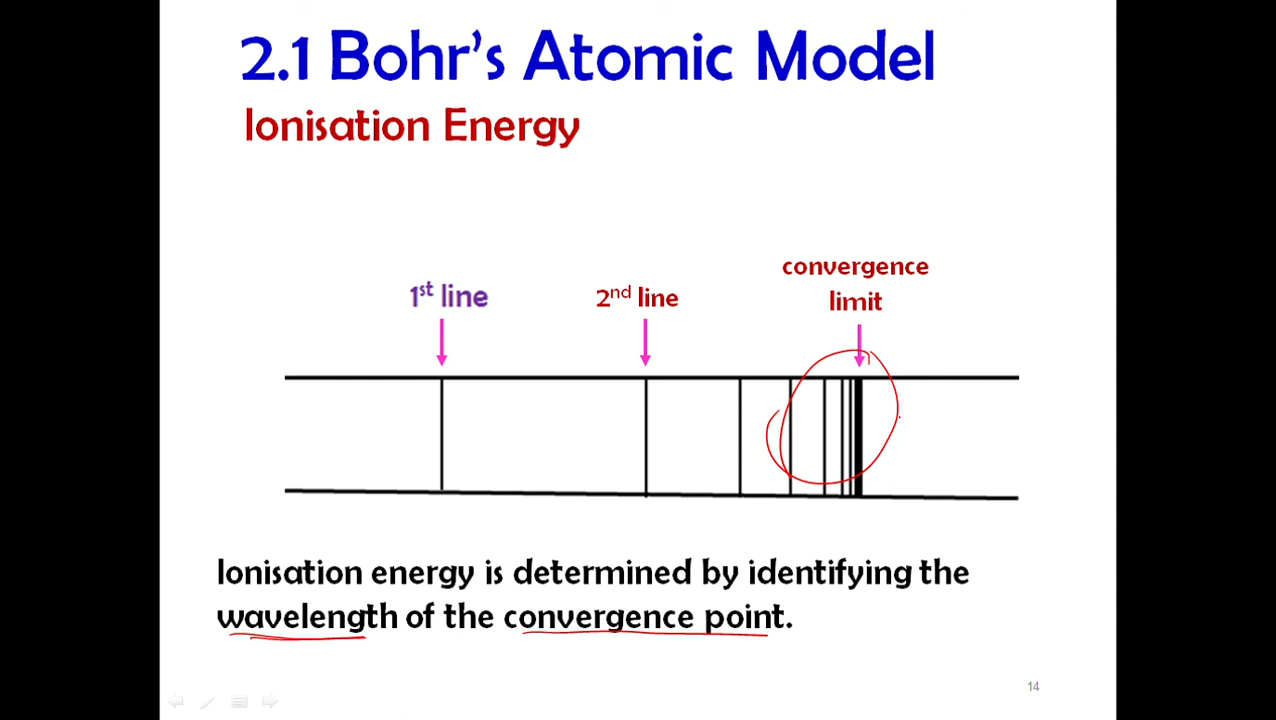 2.1 Bohr's Atomic Model
Ionisation Energy
convergence
limit
1st line
2nd line
Ionisation energy is determined by identifying the
wavelength of the convergence point.
14